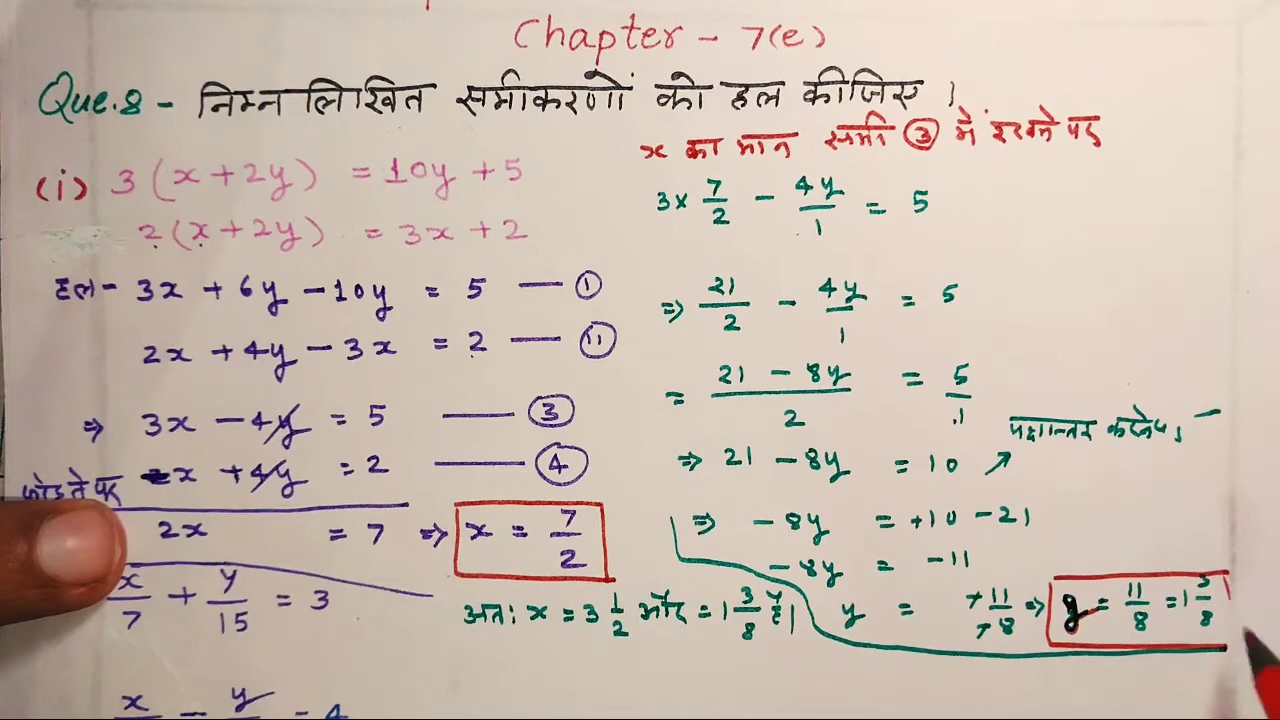 Chapter - 7(e)
Que.8 - निम्नलिखित समीकरणों को हल कीजिए।
(i) 3(x+2y) = 10y + 5
2(x+2y) = 3x + 2
हल- 3x + 6y - 10y = 5 — ①
2x + 4y - 3x = 2 — (11)
⇒ 3x - 4y = 5 — ③
-x + 4y = 2 — ④
जोड़ने पर
2x = 7 ⇒ x = 7/2
अतः x = 3 1/2 और = 1 3/8
x का मान समी ③ में रखने पर
3 x 7/2 - 4y/1 = 5
⇒ 21/2 - 4y/1 = 5
= 21 - 8y/2 = 5/1
⇒ 21 - 8y = 10
पक्षान्तर करने पर
⇒ -8y = +10 - 21
-8y = -11
y = +11/+8 ⇒ y = 11/8 = 1 3/8
x/7 + y/15 = 3
x - y = 4